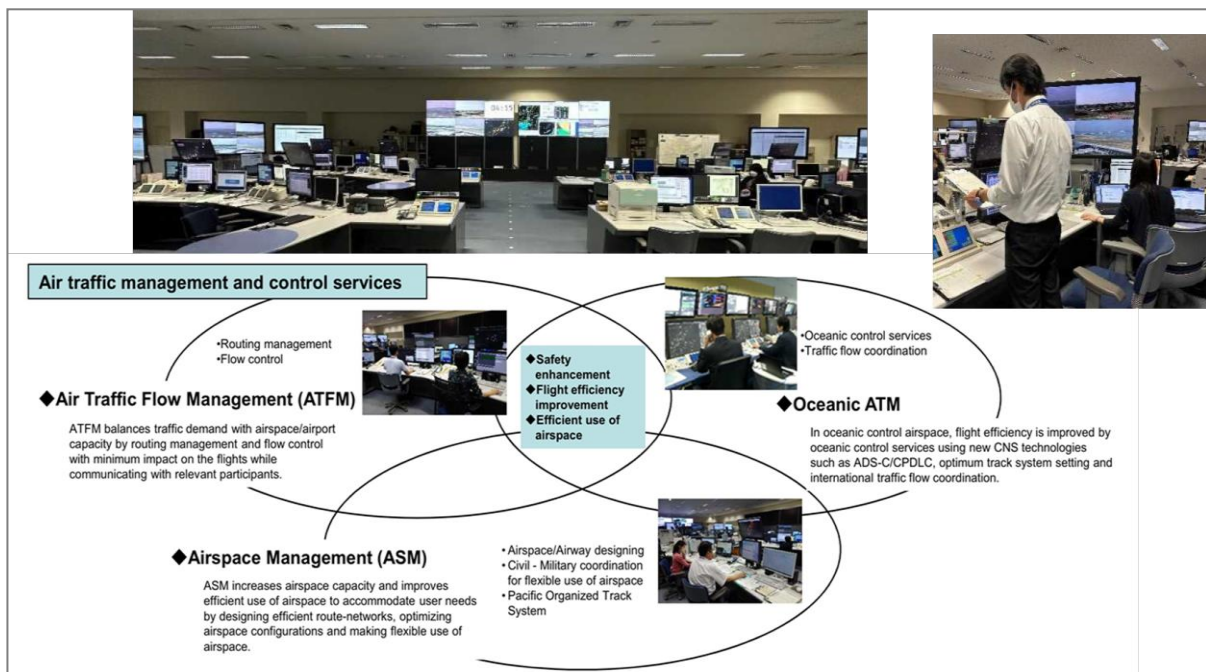 04:15
Air traffic management and control services
•Routing management
•Flow control
◆Air Traffic Flow Management (ATFM)
ATFM balances traffic demand with airspace/airport
capacity by routing management and flow control
with minimum impact on the flights while
communicating with relevant participants.
◆Safety
enhancement
◆Flight efficiency
improvement
◆Efficient use of
airspace
•Oceanic control services
•Traffic flow coordination
◆Oceanic ATM
In oceanic control airspace, flight efficiency is improved by
oceanic control services using new CNS technologies
such as ADS-C/CPDLC, optimum track system setting and
international traffic flow coordination.
◆Airspace Management (ASM)
ASM increases airspace capacity and improves
efficient use of airspace to accommodate user needs
by designing efficient route-networks, optimizing
airspace configurations and making flexible use of
airspace.
• Airspace/Airway designing
• Civil - Military coordination
for flexible use of airspace
• Pacific Organized Track
System